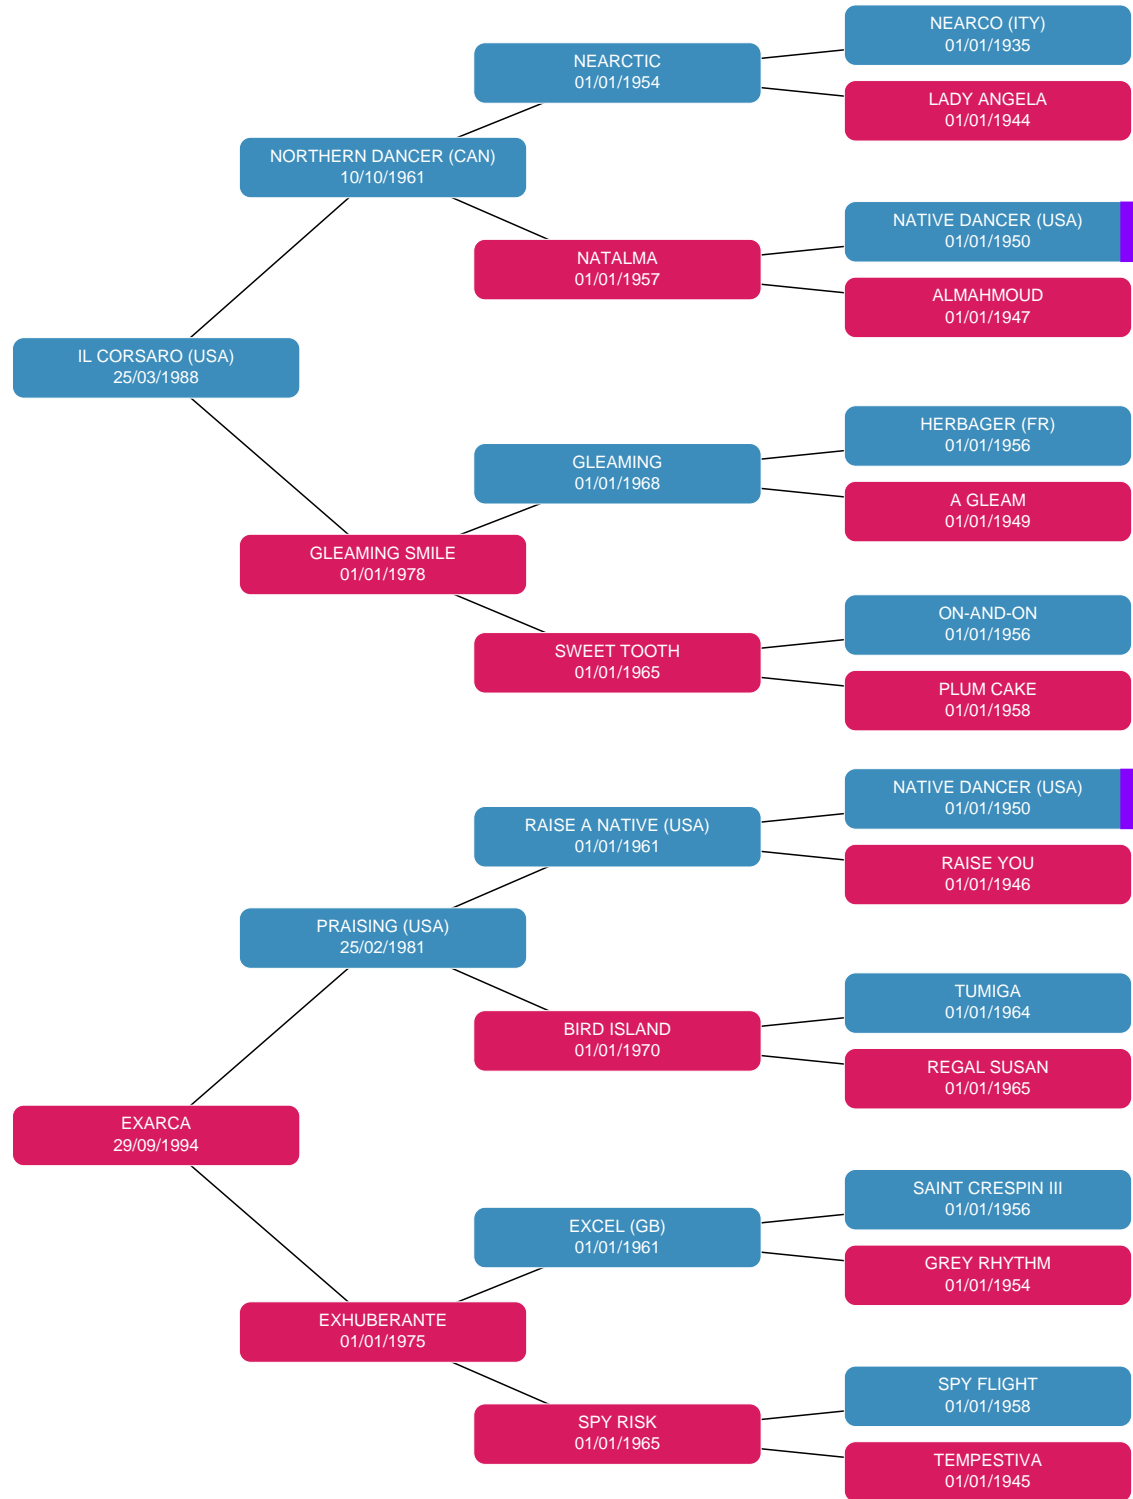 NEARCO (ITY)
01/01/1935
NEARCTIC
01/01/1954
LADY ANGELA
01/01/1944
NORTHERN DANCER (CAN)
10/10/1961
NATIVE DANCER (USA)
01/01/1950
NATALMA
01/01/1957
ALMAHMOUD
01/01/1947
IL CORSARO (USA)
25/03/1988
HERBAGER (FR)
01/01/1956
GLEAMING
01/01/1968
A GLEAM
01/01/1949
GLEAMING SMILE
01/01/1978
ON-AND-ON
01/01/1956
SWEET TOOTH
01/01/1965
PLUM CAKE
01/01/1958
NATIVE DANCER (USA)
01/01/1950
RAISE A NATIVE (USA)
01/01/1961
RAISE YOU
01/01/1946
PRAISING (USA)
25/02/1981
TUMIGA
01/01/1964
BIRD ISLAND
01/01/1970
REGAL SUSAN
01/01/1965
EXARCA
29/09/1994
SAINT CRESPIN III
01/01/1956
EXCEL (GB)
01/01/1961
GREY RHYTHM
01/01/1954
EXHUBERANTE
01/01/1975
SPY FLIGHT
01/01/1958
SPY RISK
01/01/1965
TEMPESTIVA
01/01/1945